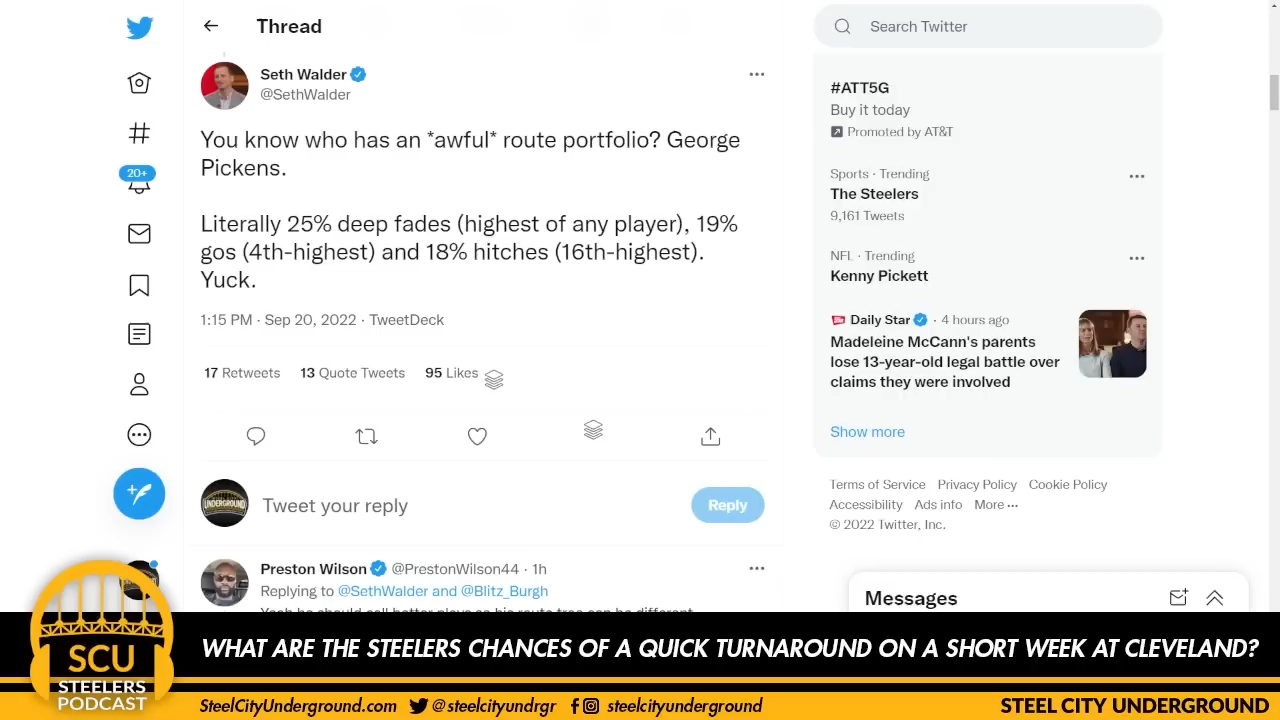 Thread
Search Twitter
Seth Walder
@SethWalder
You know who has an *awful* route portfolio? George
Pickens.
Literally 25% deep fades (highest of any player), 19%
gos (4th-highest) and 18% hitches (16th-highest).
Yuck.
1:15 PM · Sep 20, 2022 · TweetDeck
17 Retweets 13 Quote Tweets 95 Likes
20+
UNDERGROUND
Tweet your reply
Reply
Preston Wilson @PrestonWilson44 · 1h
Replying to @SethWalder and @Blitz_Burgh
#ATT5G
Buy it today
Promoted by AT&T
Sports · Trending
The Steelers
9,161 Tweets
NFL · Trending
Kenny Pickett
Daily Star · 4 hours ago
Madeleine McCann's parents
lose 13-year-old legal battle over
claims they were involved
Show more
Terms of Service Privacy Policy Cookie Policy
Accessibility Ads info More ···
© 2022 Twitter, Inc.
Messages
SCU
STEELERS
PODCAST
WHAT ARE THE STEELERS CHANCES OF A QUICK TURNAROUND ON A SHORT WEEK AT CLEVELAND?
SteelCityUnderground.com @steelcityundrgr steelcityunderground
STEEL CITY UNDERGROUND